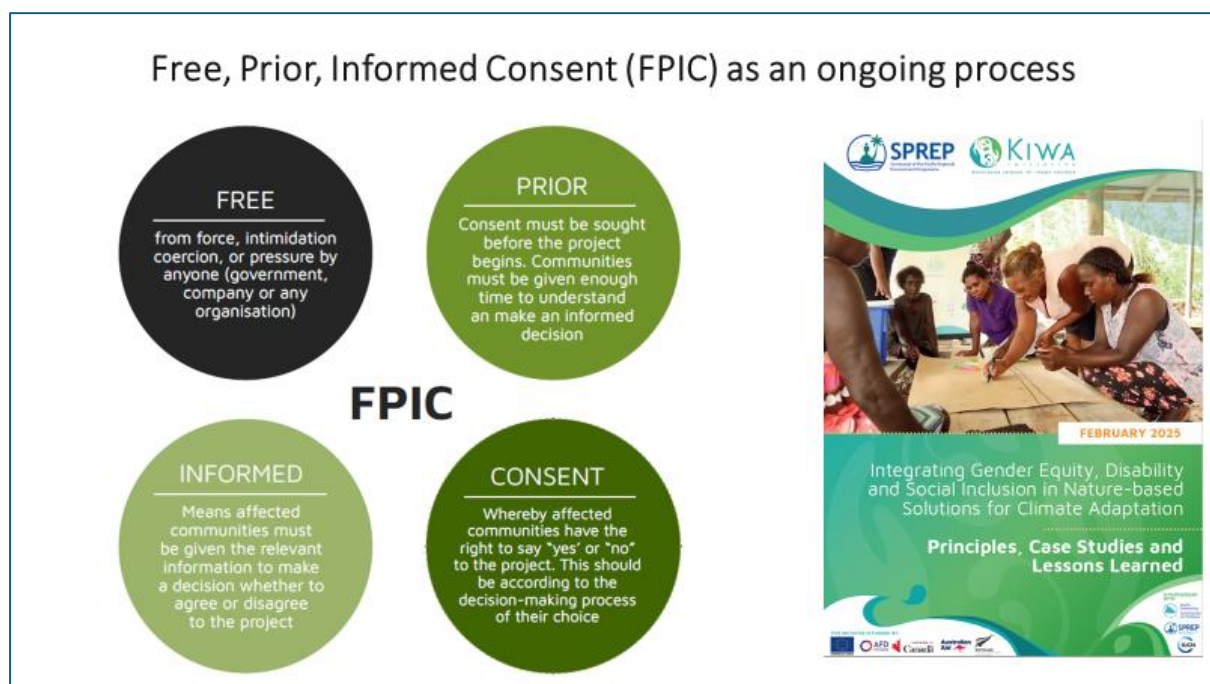 Free, Prior, Informed Consent (FPIC) as an ongoing process
FREE
from force, intimidation
coercion, or pressure by
anyone (government,
company or any
organisation)
PRIOR
Consent must be sought
before the project
begins. Communities
must be given enough
time to understand
an make an informed
decision
FPIC
INFORMED
Means affected
communities must
be given the relevant
information to make
a decision whether to
agree or disagree
to the project
CONSENT
Whereby affected
communities have the
right to say “yes’ or “no”
to the project. This should
be according to the
decision-making process
of their choice
SPREP
KIWA
INITIATIVE
FEBRUARY 2025
Integrating Gender Equity, Disability
and Social Inclusion in Nature-based
Solutions for Climate Adaptation
Principles, Case Studies and
Lessons Learned
AFD
Canada
Australian
Aid
SPREP
IUCN